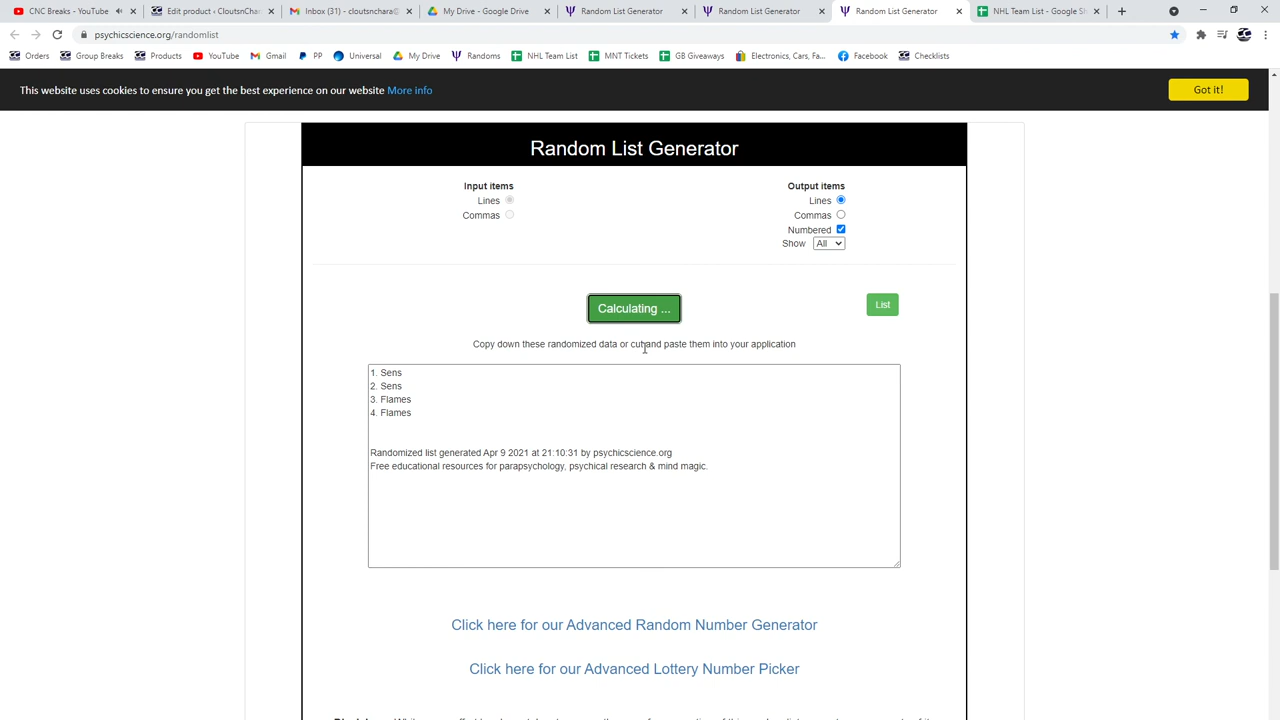 CNC Breaks - YouTube
Edit product ‹ CloutsnChara
Inbox (31) - cloutsnchara@
My Drive - Google Drive
Random List Generator
Random List Generator
Random List Generator
NHL Team List - Google Sh
psychicscience.org/randomlist
Orders
Group Breaks
Products
YouTube
Gmail
PP
Universal
My Drive
Randoms
NHL Team List
MNT Tickets
GB Giveaways
Electronics, Cars, Fa...
Facebook
Checklists
This website uses cookies to ensure you get the best experience on our website More info
Got it!
Random List Generator
Input items
Lines
Commas
Output items
Lines
Commas
Numbered
Show All
Calculating ...
List
Copy down these randomized data or cut and paste them into your application
1. Sens
2. Sens
3. Flames
4. Flames
Randomized list generated Apr 9 2021 at 21:10:31 by psychicscience.org
Free educational resources for parapsychology, psychical research & mind magic.
Click here for our Advanced Random Number Generator
Click here for our Advanced Lottery Number Picker